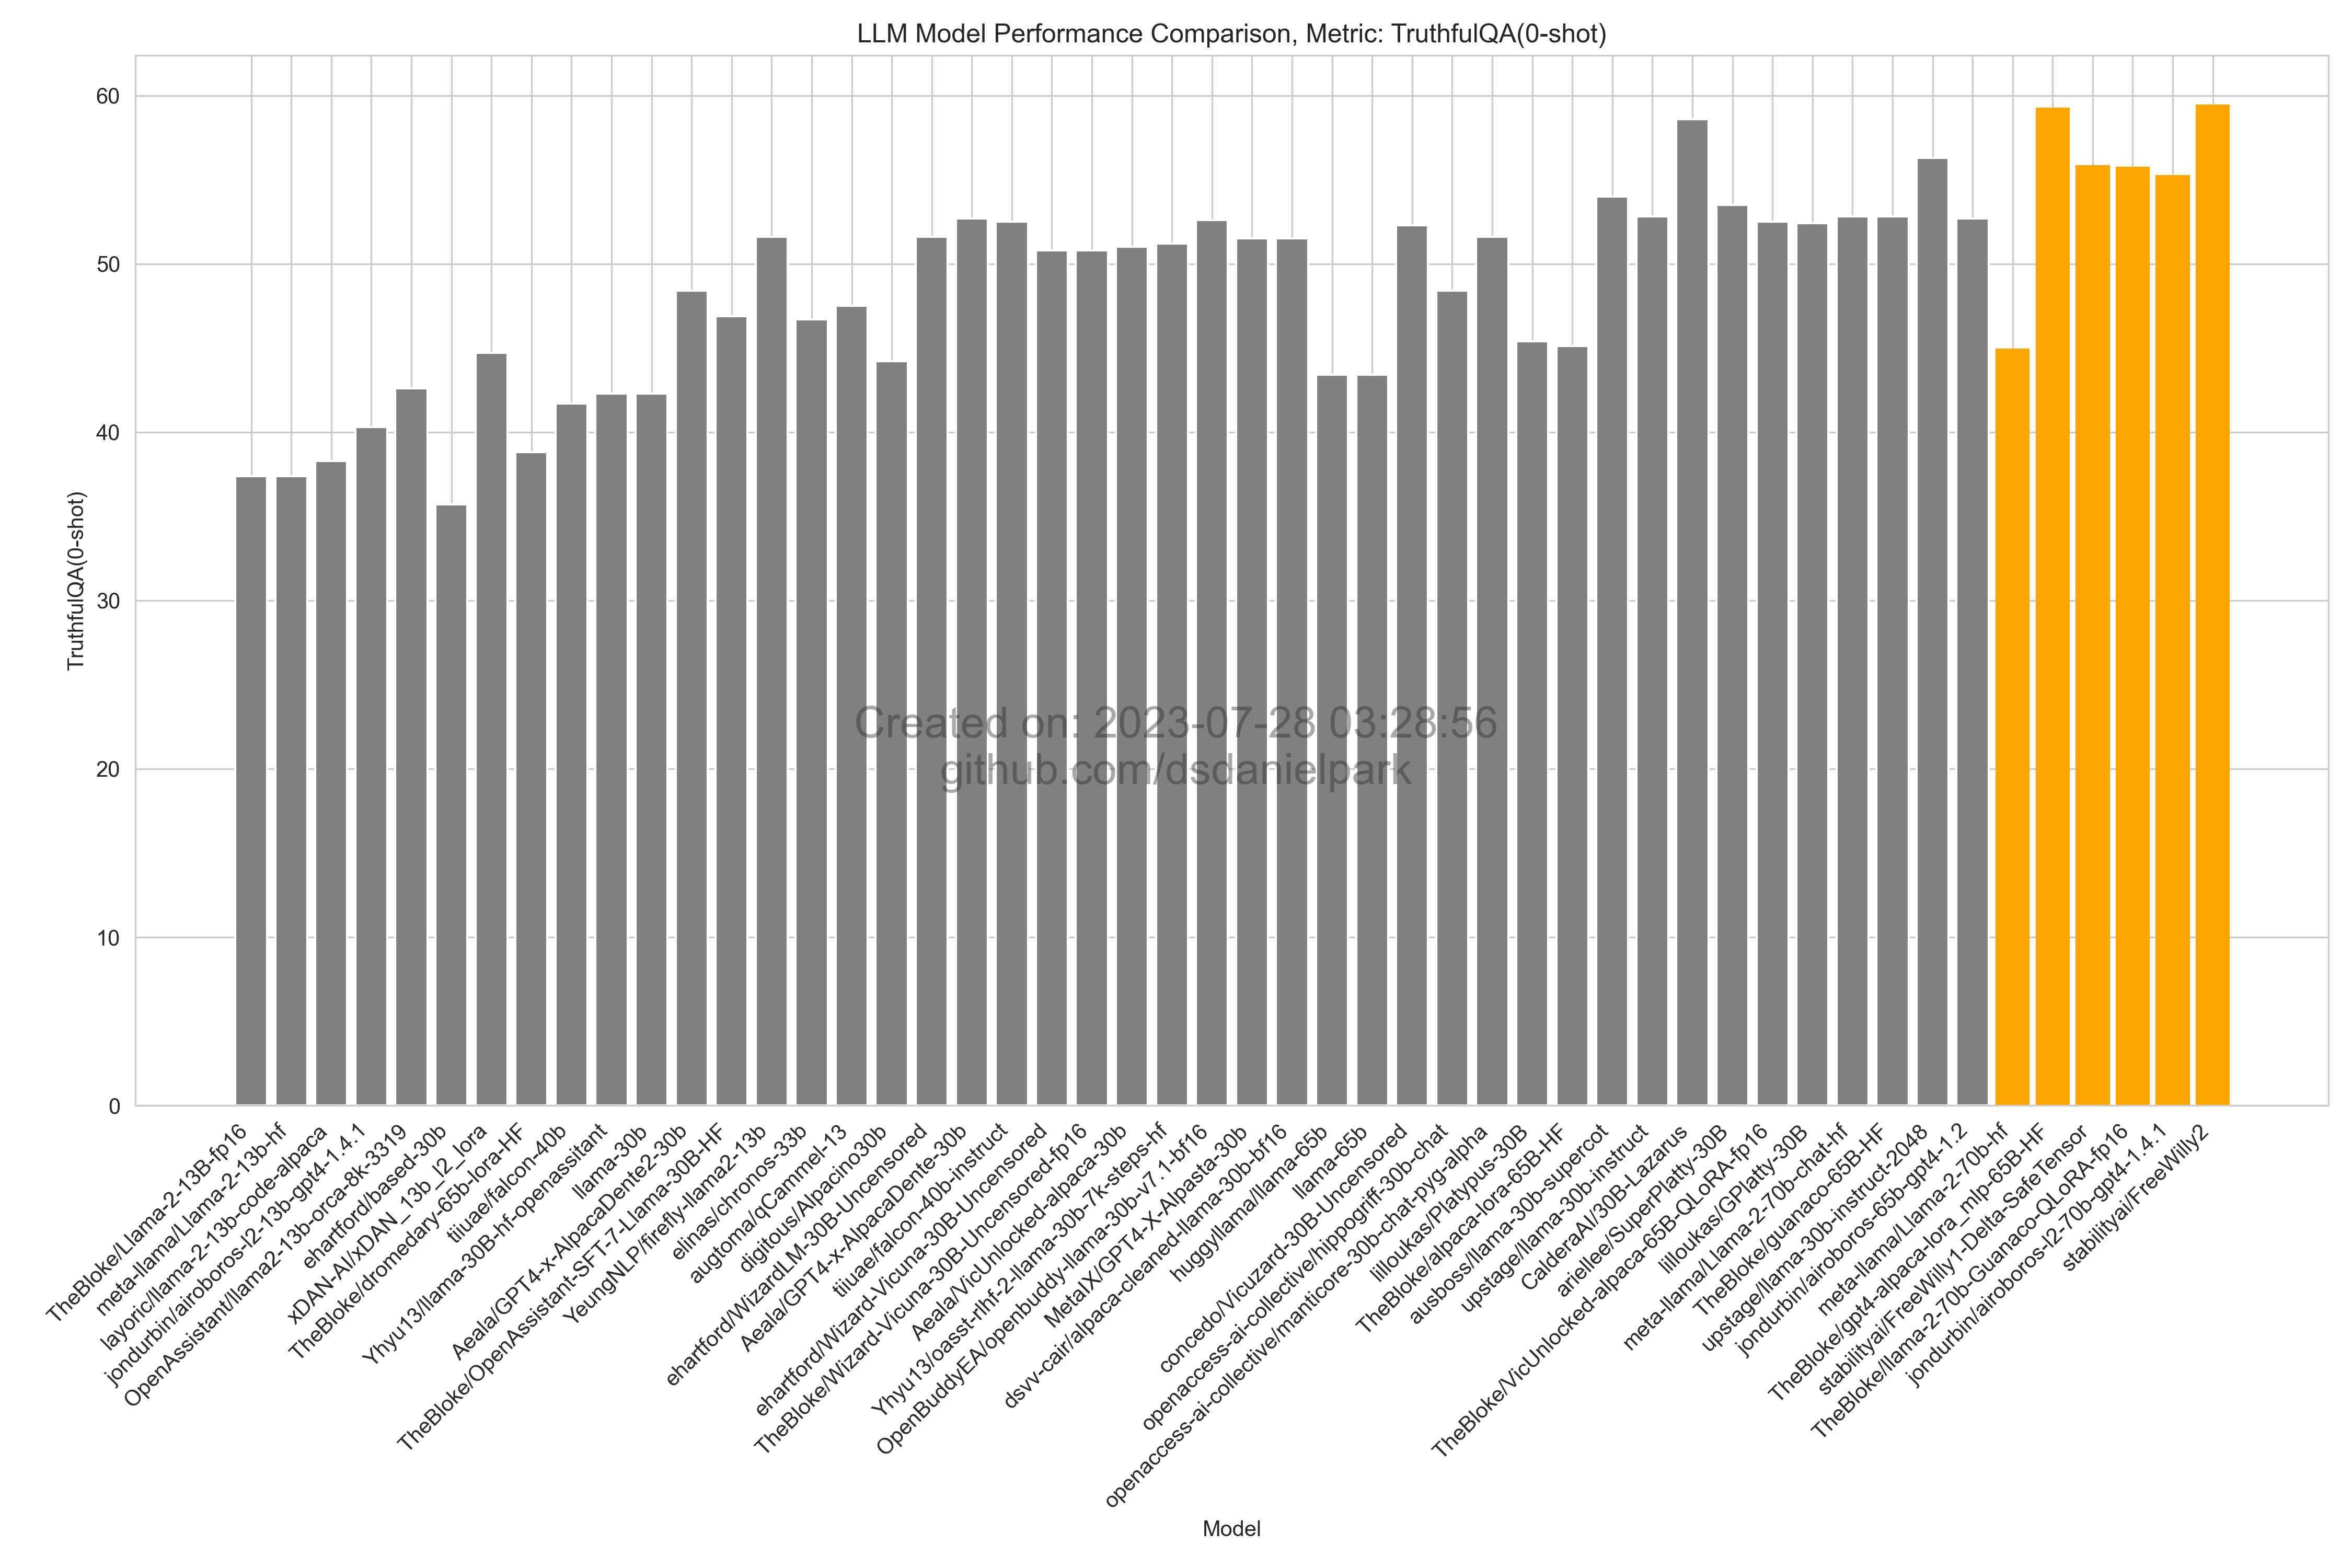 LLM Model Performance Comparison, Metric: TruthfulQA(0-shot)
TruthfulQA(0-shot)
60
50
40
30
20
10
0
Created on: 2023-07-28 03:28:56
github.com/dsdanielpark
TheBloke/Llama-2-13B-fp16
meta-llama/Llama-2-13b-hf
layoric/llama-2-13b-code-alpaca
jondurbin/airoboros-l2-13b-gpt4-1.4.1
OpenAssistant/llama2-13b-orca-8k-3319
ehartford/based-30b
xDAN-AI/xDAN_13b_l2_lora
TheBloke/dromedary-65b-lora-HF
tiiuae/falcon-40b
Yhyu13/llama-30B-hf-openassitant
llama-30b
Aeala/GPT4-x-AlpacaDente2-30b
TheBloke/OpenAssistant-SFT-7-Llama-30B-HF
YeungNLP/firefly-llama2-13b
elinas/chronos-33b
augtoma/qCammel-13
digitous/Alpacino30b
ehartford/WizardLM-30B-Uncensored
Aeala/GPT4-x-AlpacaDente-30b
tiiuae/falcon-40b-instruct
ehartford/Wizard-Vicuna-30B-Uncensored
TheBloke/Wizard-Vicuna-30B-Uncensored-fp16
Aeala/VicUnlocked-alpaca-30b
Yhyu13/oasst-rlhf-2-llama-30b-7k-steps-hf
OpenBuddyEA/openbuddy-llama-30b-v7.1-bf16
MetaIX/GPT4-X-Alpasta-30b
dsvv-cair/alpaca-cleaned-llama-30b-bf16
huggyllama/llama-65b
llama-65b
concedo/Vicuzard-30B-Uncensored
openaccess-ai-collective/hippogriff-30b-chat
openaccess-ai-collective/manticore-30b-chat-pyg-alpha
lilloukas/Platypus-30B
TheBloke/alpaca-lora-65B-HF
ausboss/llama-30b-supercot
upstage/llama-30b-instruct
CalderaAI/30B-Lazarus
ariellee/SuperPlatty-30B
TheBloke/VicUnlocked-alpaca-65B-QLoRA-fp16
lilloukas/GPlatty-30B
meta-llama/Llama-2-70b-chat-hf
TheBloke/guanaco-65B-HF
upstage/llama-30b-instruct-2048
jondurbin/airoboros-65b-gpt4-1.2
meta-llama/Llama-2-70b-hf
TheBloke/gpt4-alpaca-lora_mlp-65B-HF
stabilityai/FreeWilly1-Delta-SafeTensor
TheBloke/llama-2-70b-Guanaco-QLoRA-fp16
jondurbin/airoboros-l2-70b-gpt4-1.4.1
stabilityai/FreeWilly2
Model